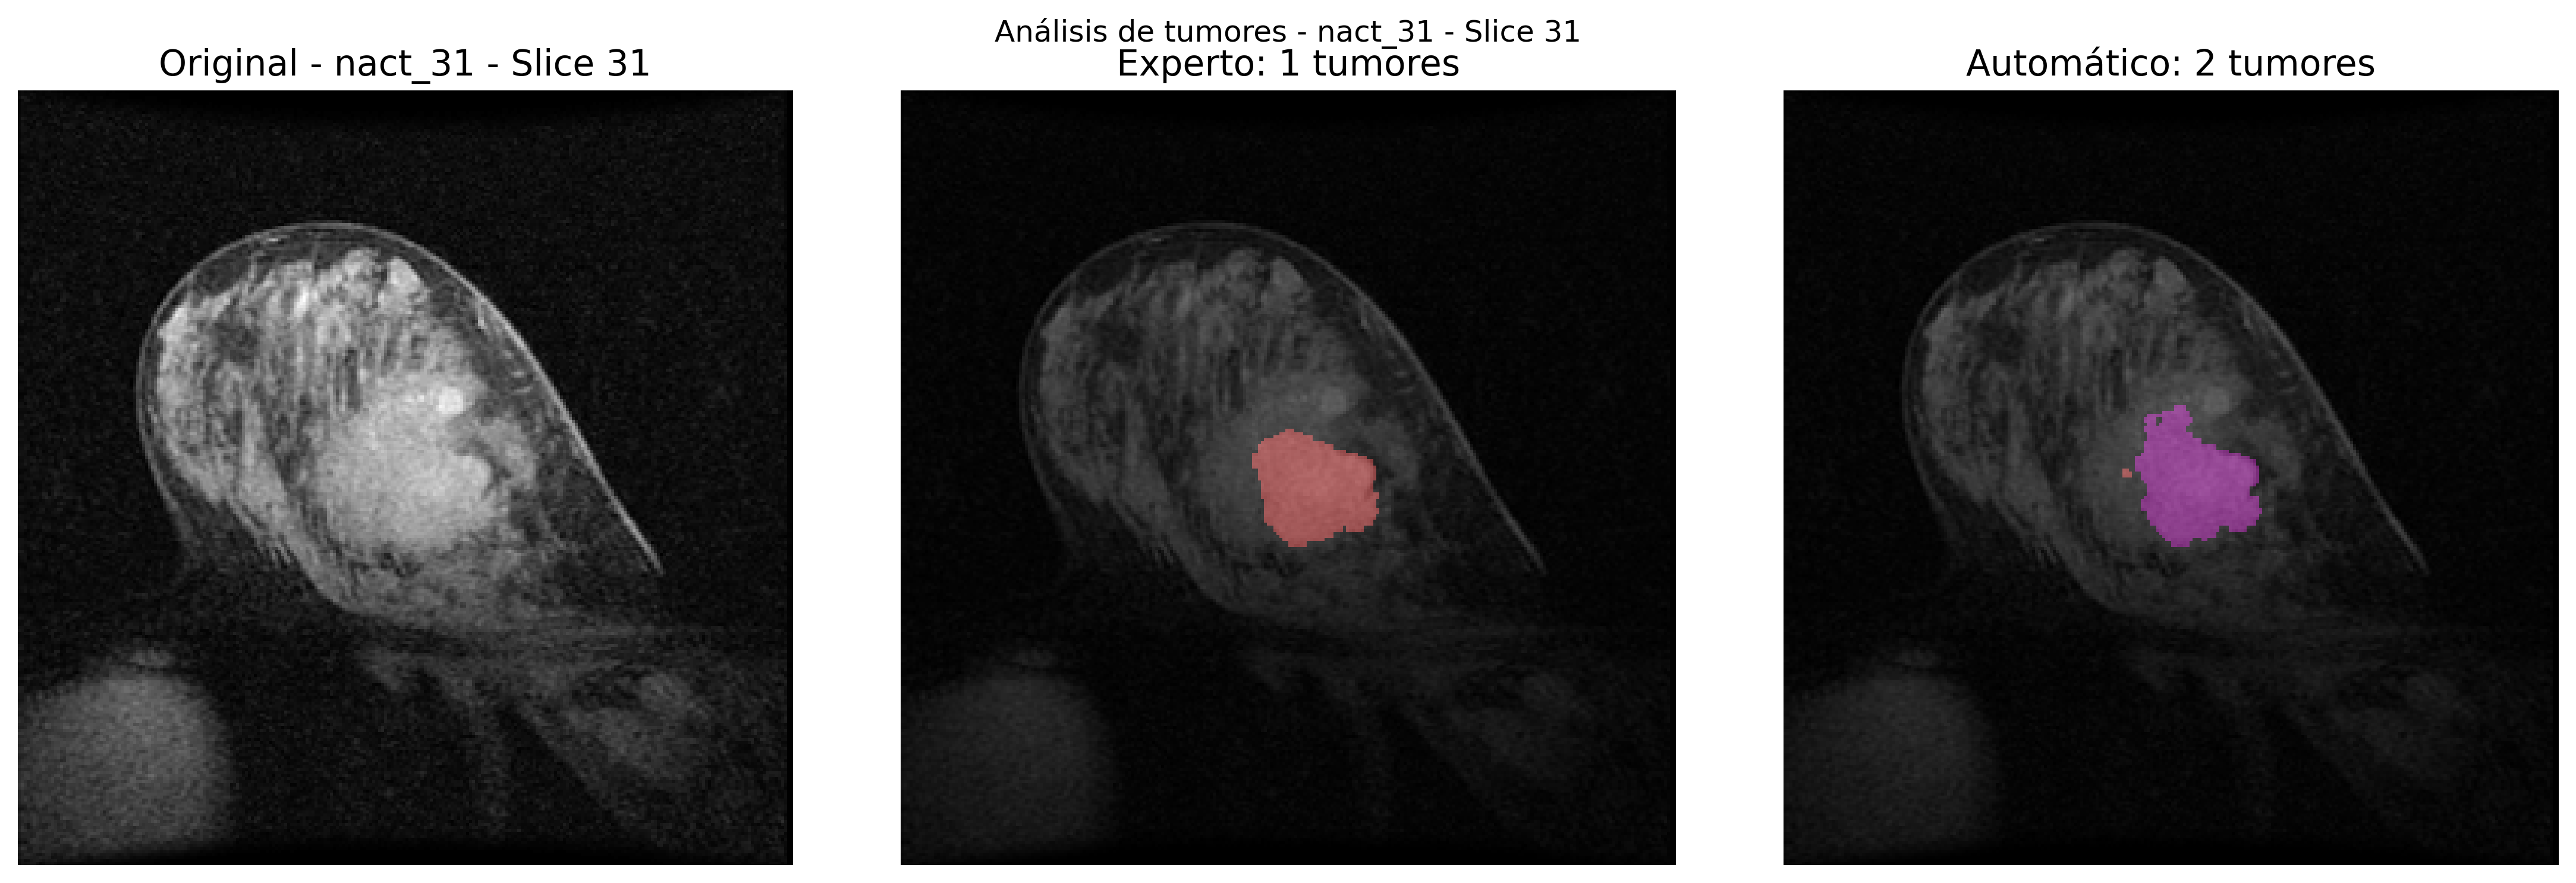 Análisis de tumores - nact_31 - Slice 31
Original - nact_31 - Slice 31
Experto: 1 tumores
Automático: 2 tumores